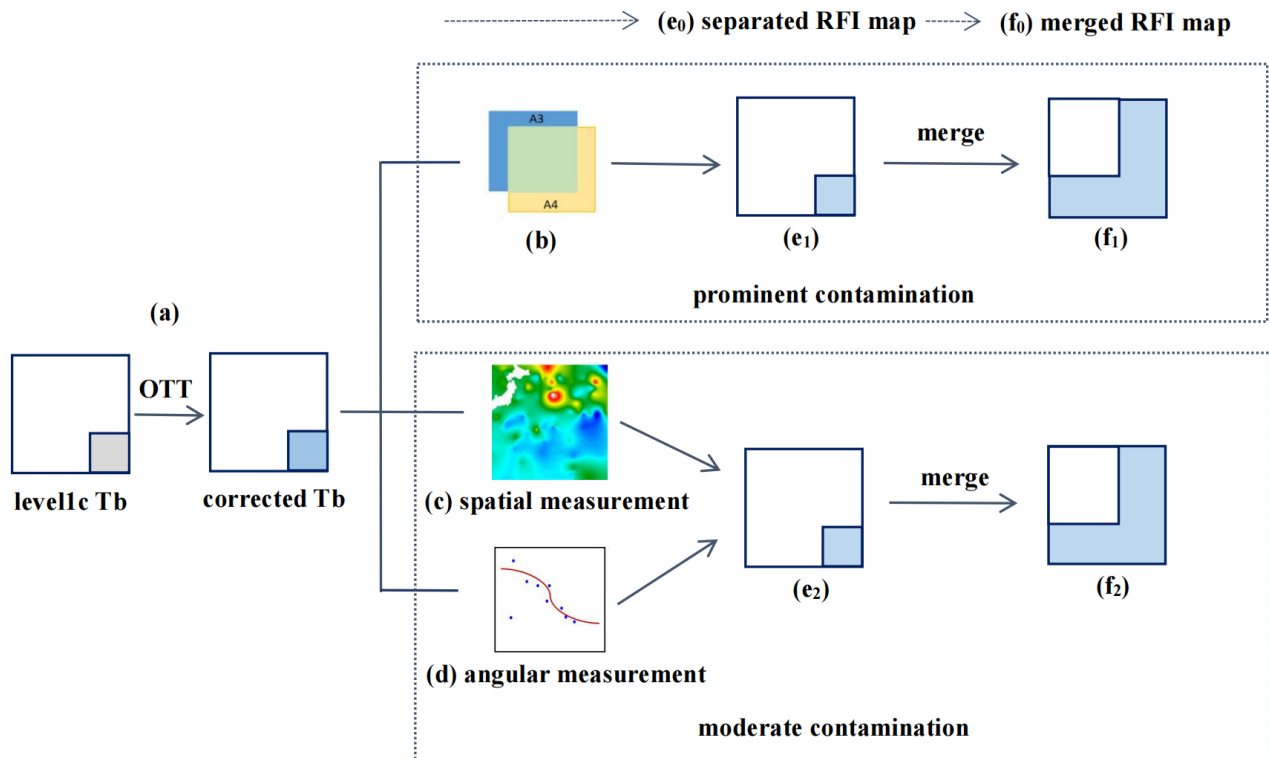 (e₀) separated RFI map
(f₀) merged RFI map
A3
A4
(b)
(e₁)
merge
(f₁)
prominent contamination
(a)
level1c Tb
OTT
corrected Tb
(c) spatial measurement
(d) angular measurement
(e₂)
merge
(f₂)
moderate contamination